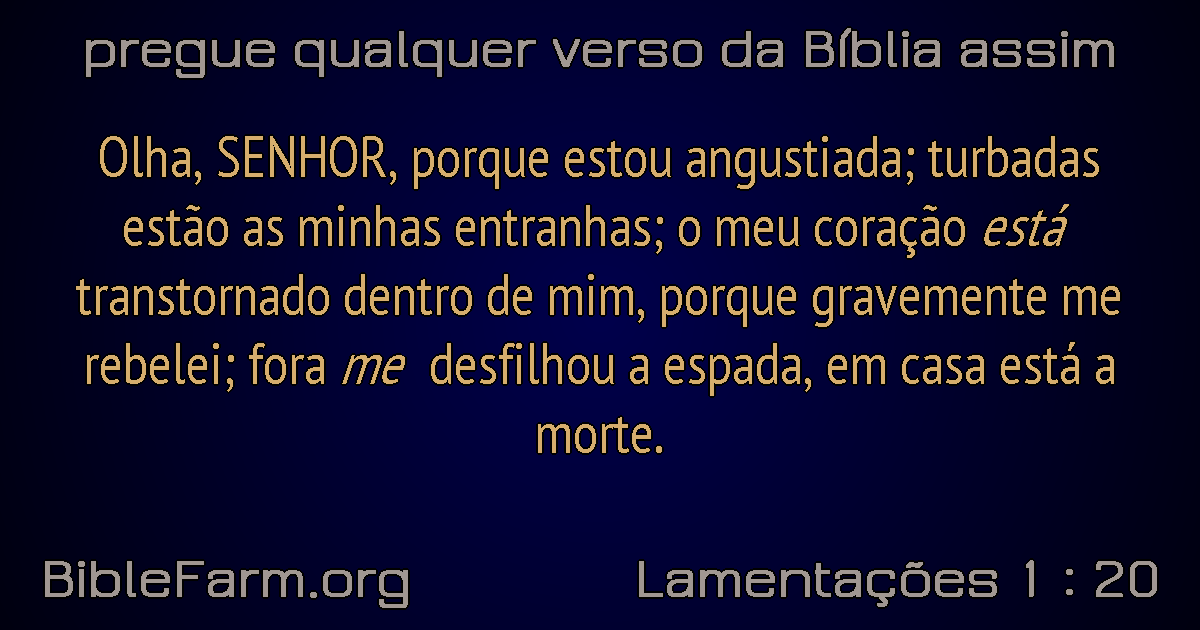 pregue qualquer verso da Bíblia assim
Olha, SENHOR, porque estou angustiada; turbadas
estão as minhas entranhas; o meu coração está
transtornado dentro de mim, porque gravemente me
rebelei; fora me desfilhou a espada, em casa está a
morte.
BibleFarm.org
Lamentações 1 : 20